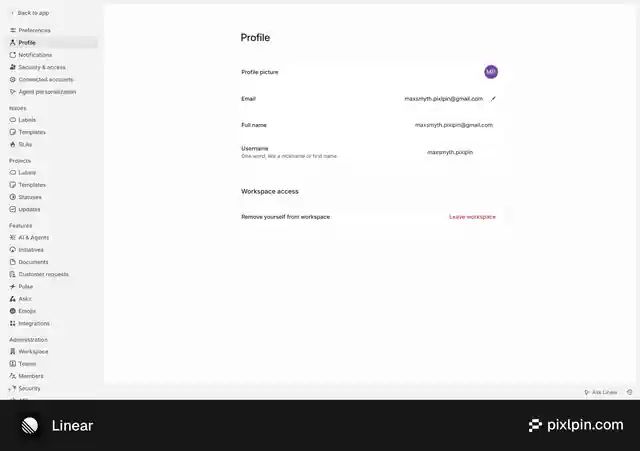 Back to app
Preferences
Profile
Notifications
Security & access
Connected accounts
Agent personalization
Issues
Labels
Templates
SLAs
Projects
Labels
Templates
Statuses
Updates
Features
AI & Agents
Initiatives
Documents
Customer requests
Pulse
Asks
Emojis
Integrations
Administration
Workspace
Teams
Members
Security
Profile
Profile picture
MP
Email
maxsmyth.pixlpin@gmail.com
Full name
maxsmyth.pixlpin@gmail.com
Username
One word, like a nickname or first name
maxsmyth.pixlpin
Workspace access
Remove yourself from workspace
Leave workspace
Ask Linear
Linear
pixlpin.com